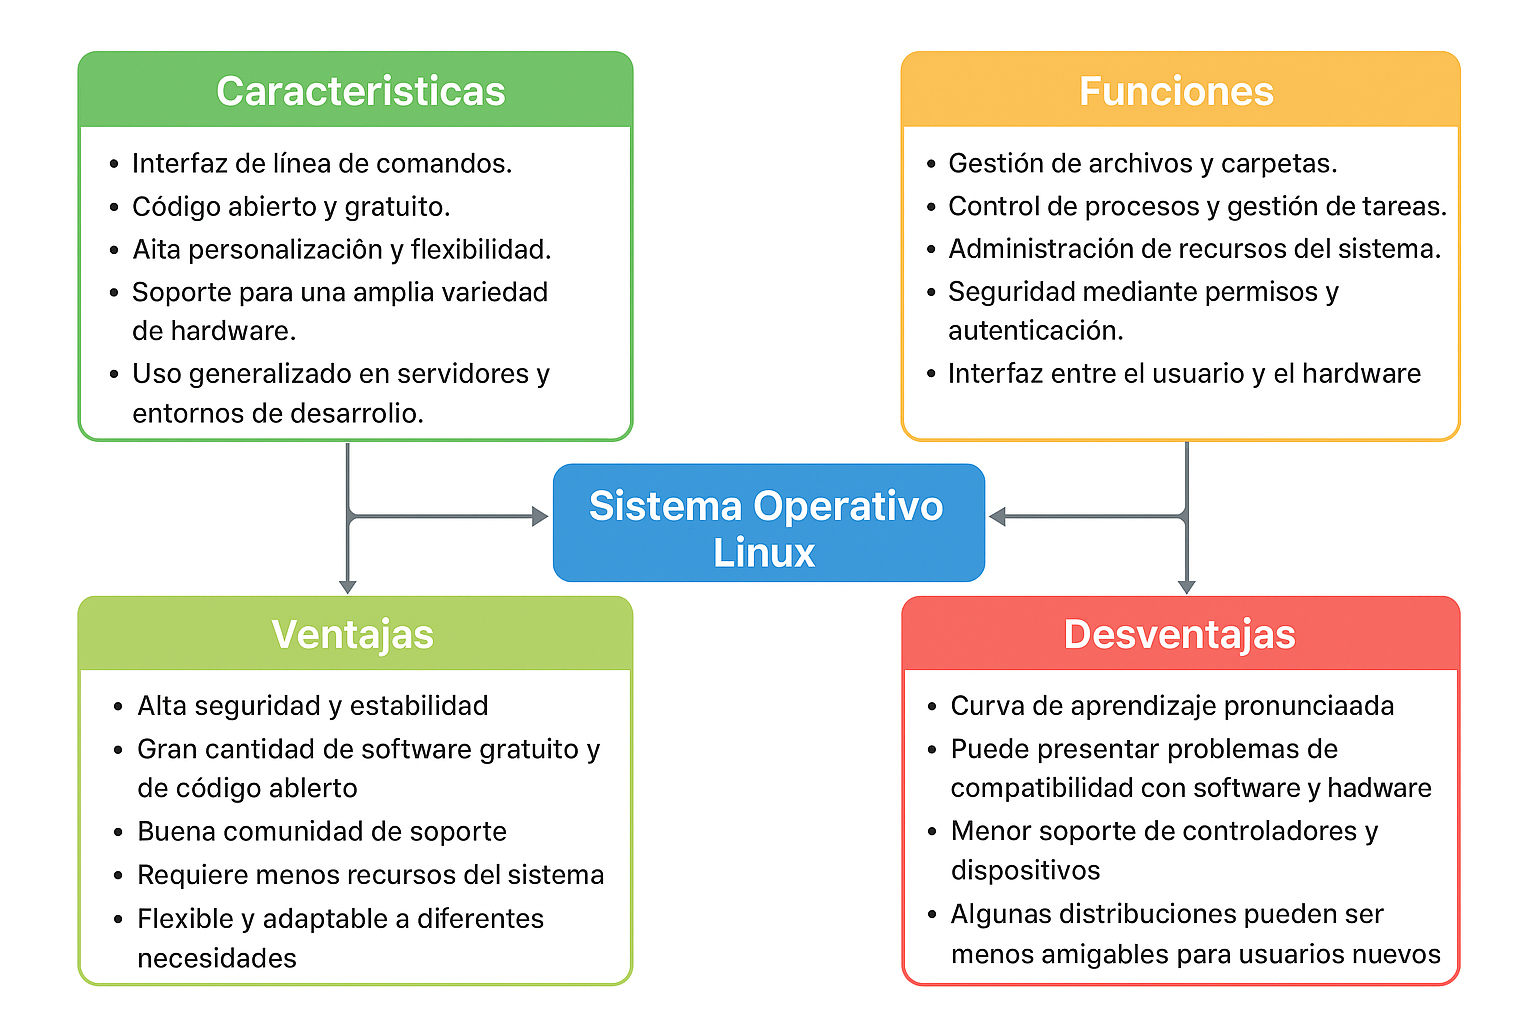 Caracteristicas
• Interfaz de línea de comandos.
• Código abierto y gratuito.
• Aita personalizaciôn y flexibilidad.
• Soporte para una amplia variedad
de hardware.
• Uso generalizado en servidores y
entornos de desarrolio.
Funciones
• Gestión de archivos y carpetas.
• Control de procesos y gestión de tareas.
• Administración de recursos del sistema.
• Seguridad mediante permisos y
autenticación.
• Interfaz entre el usuario y el hardware
Sistema Operativo
Linux
Ventajas
• Alta seguridad y estabilidad
• Gran cantidad de software gratuito y
de código ablerto
• Buena comunidad de soporte
• Requiere menos recursos del sistema
• Flexible y adaptable a diferentes
necesidades
Desventajas
• Curva de aprendizaje pronunciaada
• Puede presentar problemas de
compatibilidad con software y hadware
• Menor soporte de controladores y
dispositivos
• Algunas distribuciones pueden ser
menos amigables para usuarios nuevos